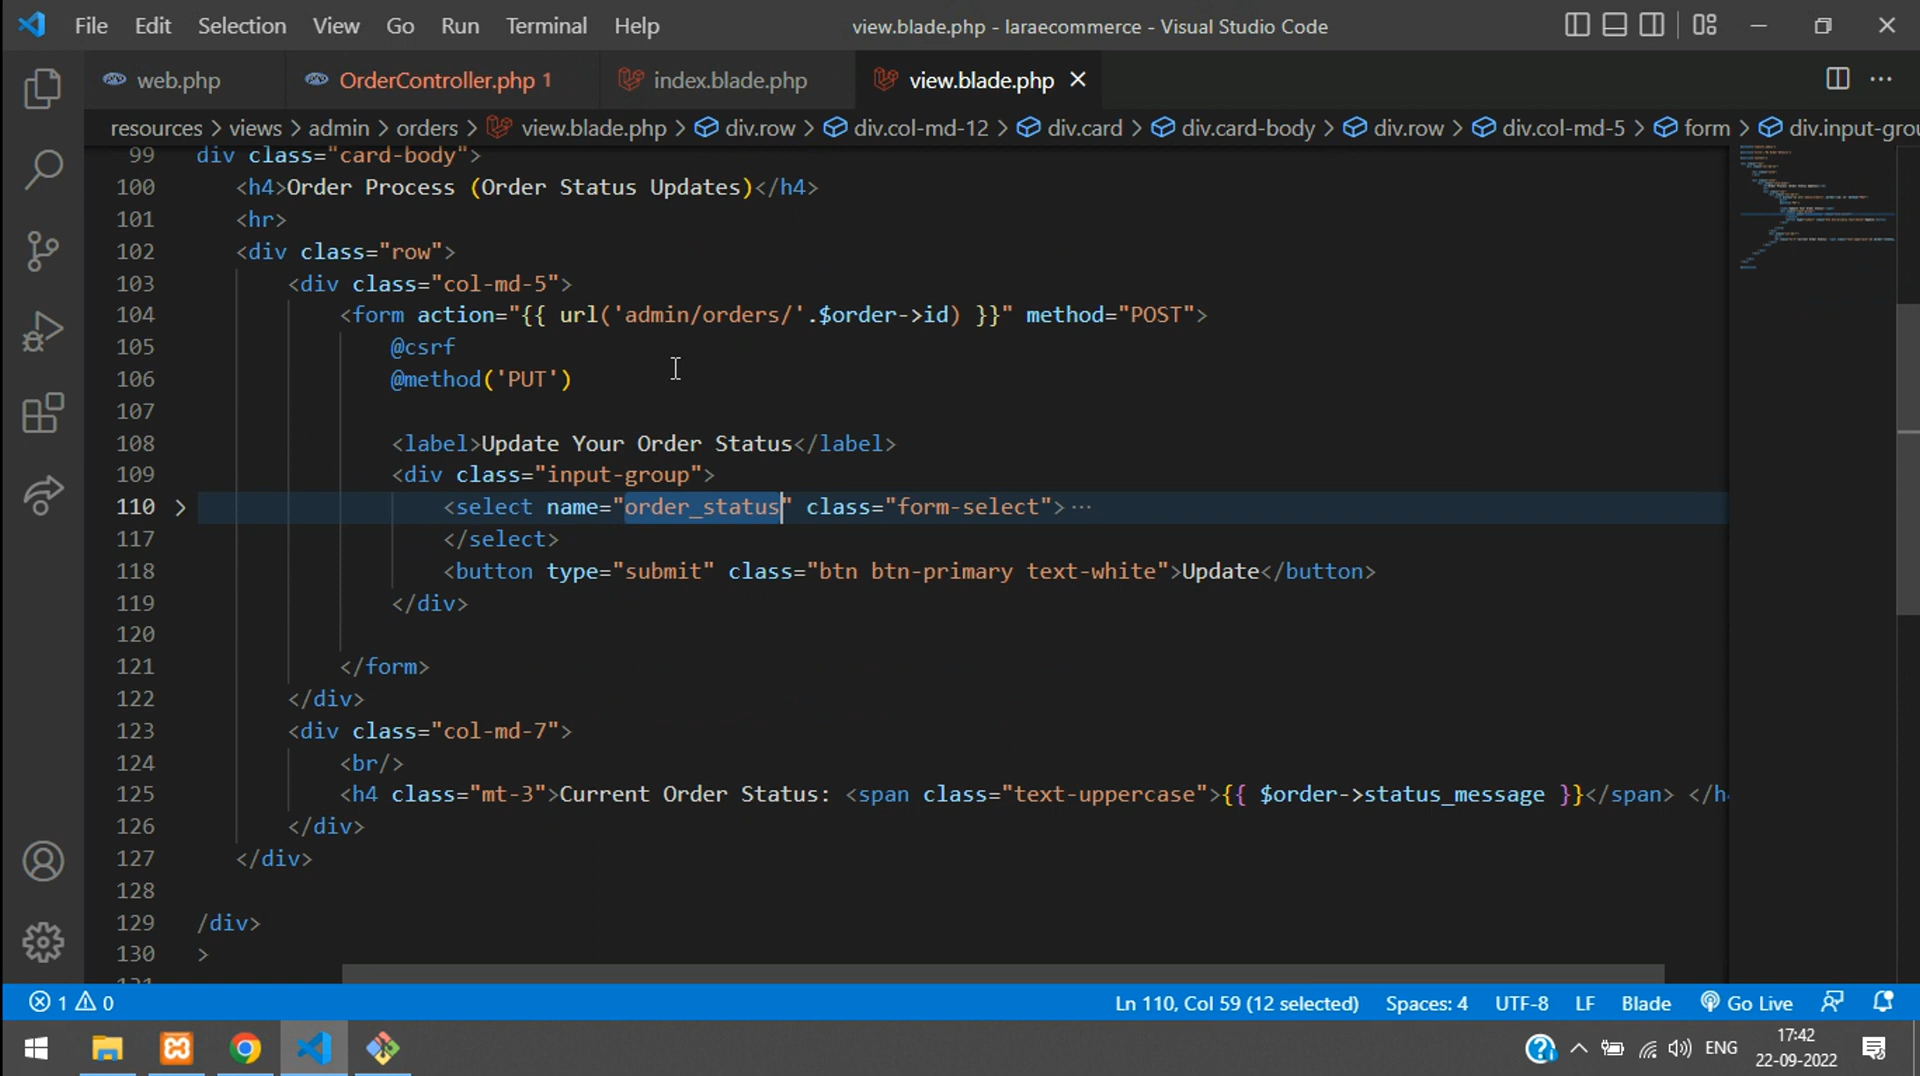 File Edit Selection View Go Run Terminal Help view.blade.php - laraecommerce - Visual Studio Code
web.php OrderController.php 1 index.blade.php view.blade.php
resources > views > admin > orders > view.blade.php > div.row > div.col-md-12 > div.card > div.card-body > div.row > div.col-md-5 > form > div.input-grou
99 div class="card-body">
100 <h4>Order Process (Order Status Updates)</h4>
101 <hr>
102 <div class="row">
103 <div class="col-md-5">
104 <form action="{{ url('admin/orders/'.$order->id) }}" method="POST">
105 @csrf
106 @method('PUT')
107
108 <label>Update Your Order Status</label>
109 <div class="input-group">
110 <select name="order_status" class="form-select">···
117 </select>
118 <button type="submit" class="btn btn-primary text-white">Update</button>
119 </div>
120
121 </form>
122 </div>
123 <div class="col-md-7">
124 <br/>
125 <h4 class="mt-3">Current Order Status: <span class="text-uppercase">{{ $order->status_message }}</span> </h
126 </div>
127 </div>
128
129 /div>
130 >
1 0 Ln 110, Col 59 (12 selected) Spaces: 4 UTF-8 LF Blade Go Live
ENG 17:42
22-09-2022